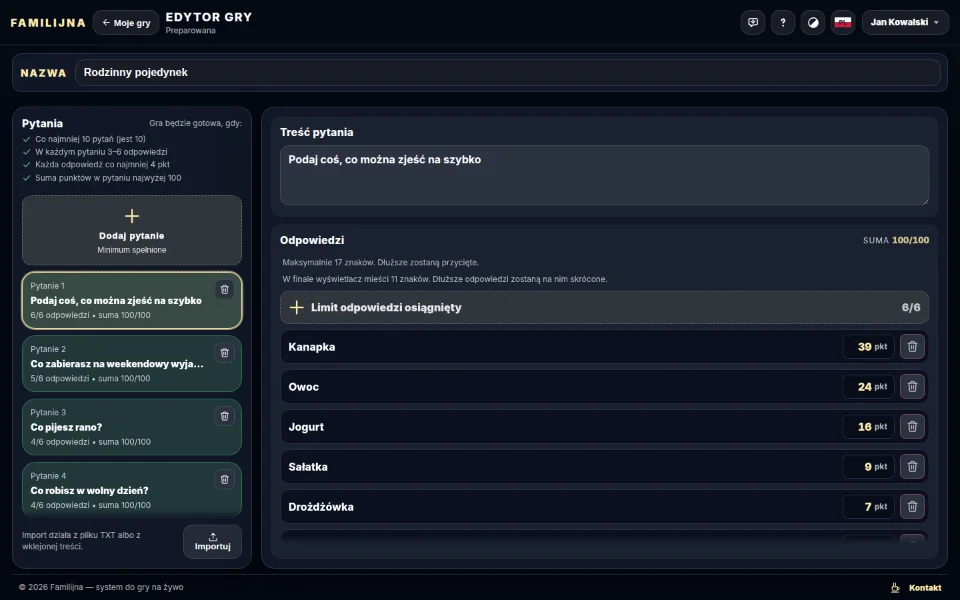 FAMILIJNA
← Moje gry
EDYTOR GRY
Preparowana
?
PL
Jan Kowalski
NAZWA
Rodzinny pojedynek
Pytania
Gra będzie gotowa, gdy:
Co najmniej 10 pytań (jest 10)
W każdym pytaniu 3–6 odpowiedzi
Każda odpowiedź co najmniej 4 pkt
Suma punktów w pytaniu najwyżej 100
Dodaj pytanie
Minimum spełnione
Pytanie 1
Podaj coś, co można zjeść na szybko
6/6 odpowiedzi • suma 100/100
Pytanie 2
Co zabierasz na weekendowy wyja...
5/6 odpowiedzi • suma 100/100
Pytanie 3
Co pijesz rano?
4/6 odpowiedzi • suma 100/100
Pytanie 4
Co robisz w wolny dzień?
4/6 odpowiedzi • suma 100/100
Import działa z pliku TXT albo z
wklejonej treści.
Importuj
Treść pytania
Podaj coś, co można zjeść na szybko
Odpowiedzi
SUMA 100/100
Maksymalnie 17 znaków. Dłuższe zostaną przycięte.
W finale wyświetlacz mieści 11 znaków. Dłuższe odpowiedzi zostaną na nim skrócone.
Limit odpowiedzi osiągnięty
6/6
Kanapka
39 pkt
Owoc
24 pkt
Jogurt
16 pkt
Sałatka
9 pkt
Drożdżówka
7 pkt
© 2026 Familijna — system do gry na żywo
Kontakt